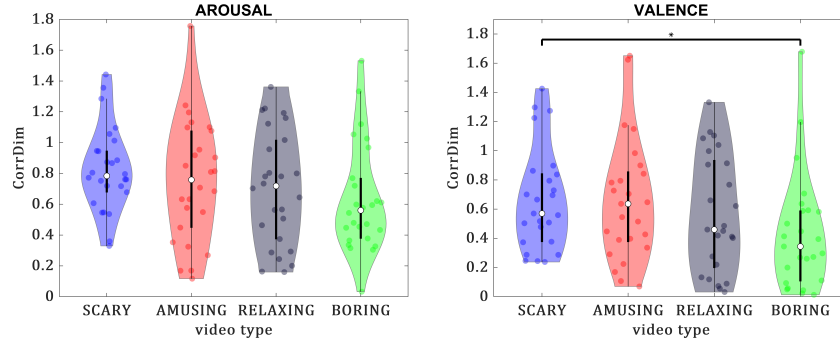 AROUSAL
1.8
1.6
1.4
1.2
1
0.8
0.6
0.4
0.2
0
CorrDim
SCARY AMUSING RELAXING BORING
video type
VALENCE
*
1.8
1.6
1.4
1.2
1
0.8
0.6
0.4
0.2
0
CorrDim
SCARY AMUSING RELAXING BORING
video type